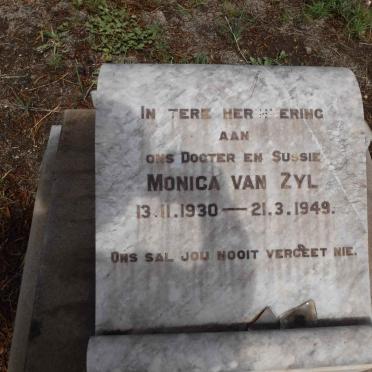 IN TERE HERINNERING
AAN
ONS DOGTER EN SUSSIE
MONICA VAN ZYL
13.11.1930 — 21.3.1949.
ONS SAL JOU NOOIT VERGEET NIE.